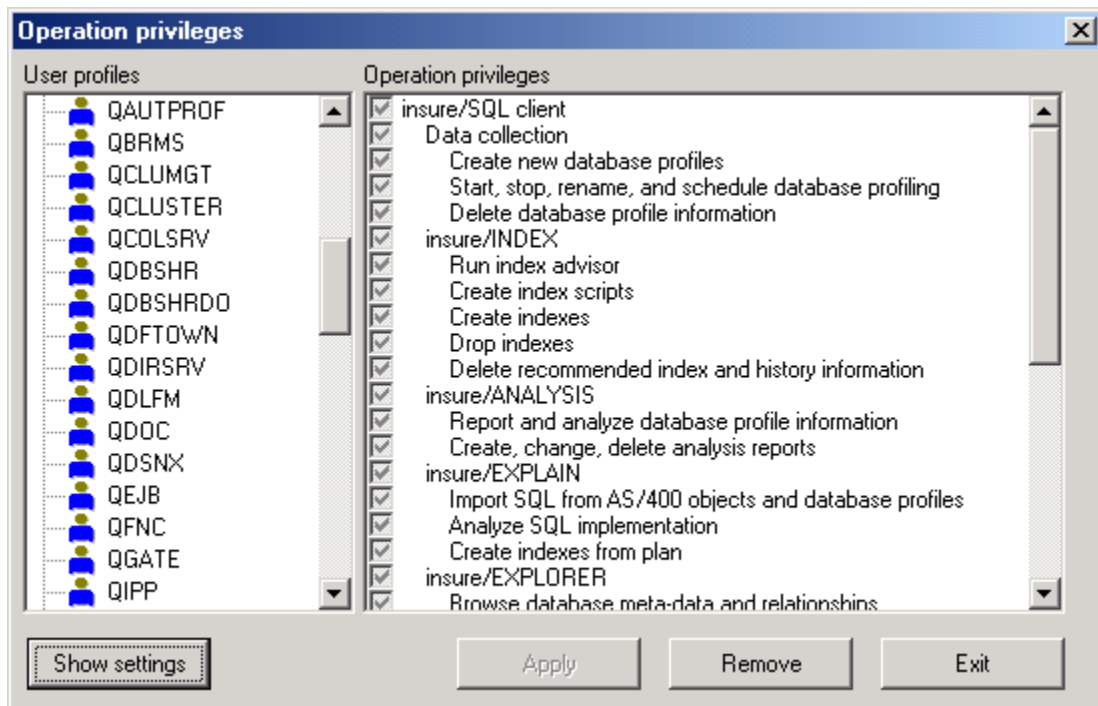 Operation privileges
User profiles
QAUTPROF
QBRMS
QCLUMGT
QCLUSTER
QCOLSRV
QDBSHR
QDBSHRDO
QDFTOWN
QDIRSRV
QDLFM
QDOC
QDSNX
QEJB
QFNC
QGATE
QIPP
Operation privileges
insure/SQL client
Data collection
Create new database profiles
Start, stop, rename, and schedule database profiling
Delete database profile information
insure/INDEX
Run index advisor
Create index scripts
Create indexes
Drop indexes
Delete recommended index and history information
insure/ANALYSIS
Report and analyze database profile information
Create, change, delete analysis reports
insure/EXPLAIN
Import SQL from AS/400 objects and database profiles
Analyze SQL implementation
Create indexes from plan
insure/EXPLORER
Browse database meta-data and relationships
Show settings
Apply
Remove
Exit